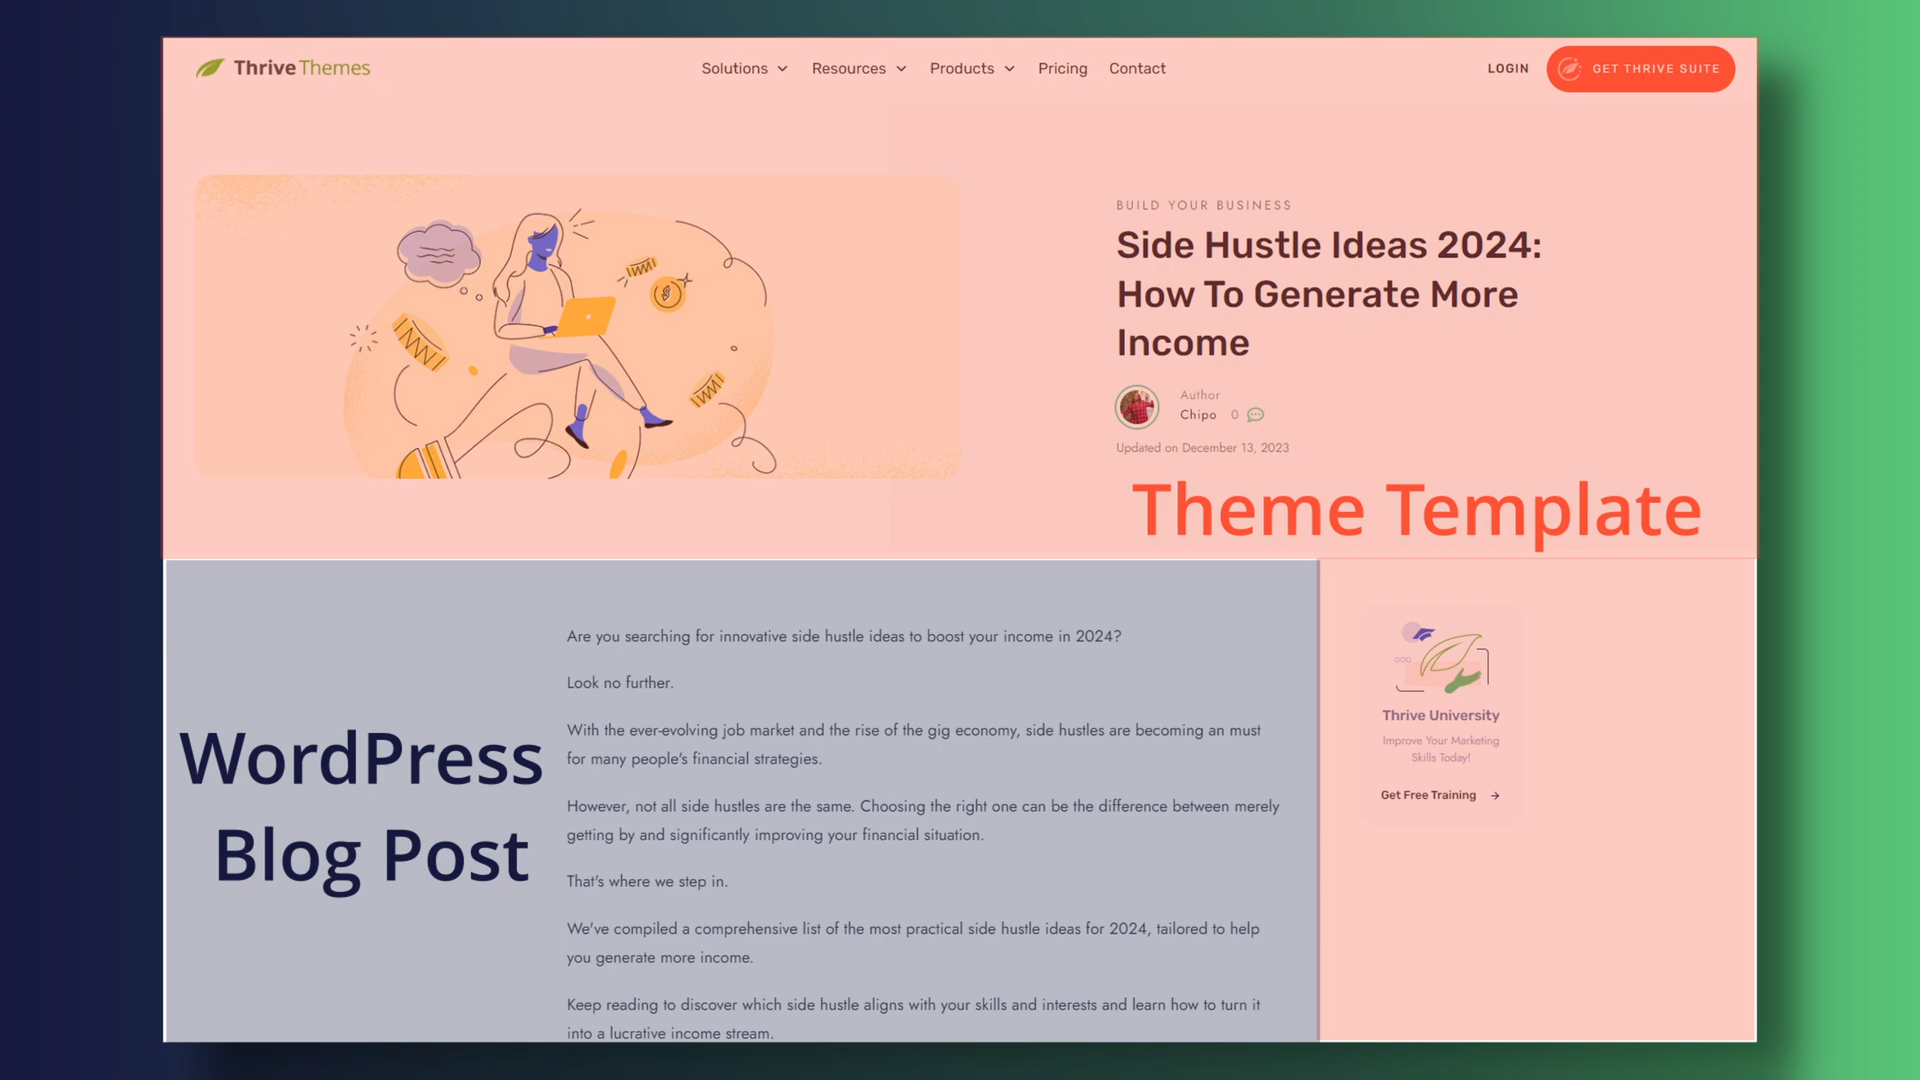 ThriveThemes
Solutions
Resources
Products
Pricing
Contact
LOGIN
GET THRIVE SUITE
BUILD YOUR BUSINESS
Side Hustle Ideas 2024:
How To Generate More
Income
Author
Chipo 0
Updated on December 13, 2023
Theme Template
WordPress
Blog Post
Are you searching for innovative side hustle ideas to boost your income in 2024?
Look no further.
With the ever-evolving job market and the rise of the gig economy, side hustles are becoming an must
for many people's financial strategies.
However, not all side hustles are the same. Choosing the right one can be the difference between merely
getting by and significantly improving your financial situation.
That's where we step in.
We've compiled a comprehensive list of the most practical side hustle ideas for 2024, tailored to help
you generate more income.
Keep reading to discover which side hustle aligns with your skills and interests and learn how to turn it
into a lucrative income stream.
Thrive University
Improve Your Marketing
Skills Today!
Get Free Training →